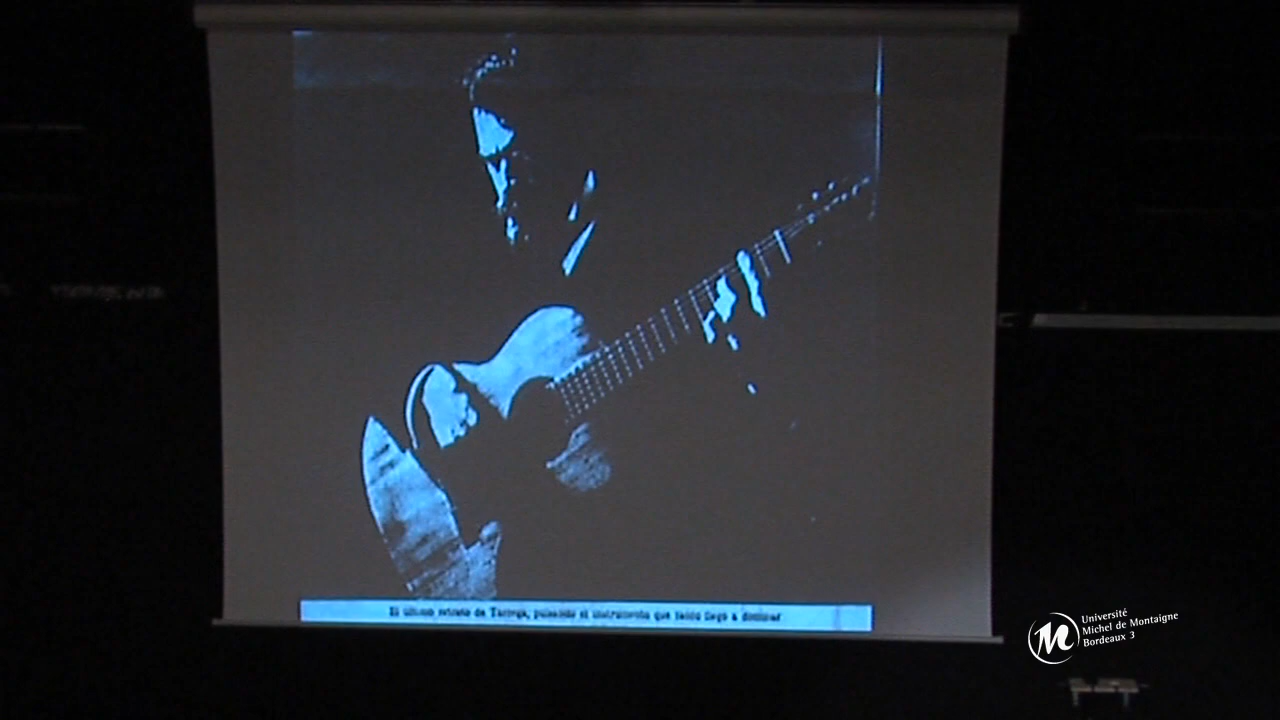 El último retrato de Tárrega, pulsando el instrumento que tanto llegó a dominar
Université
Michel de Montaigne
Bordeaux 3